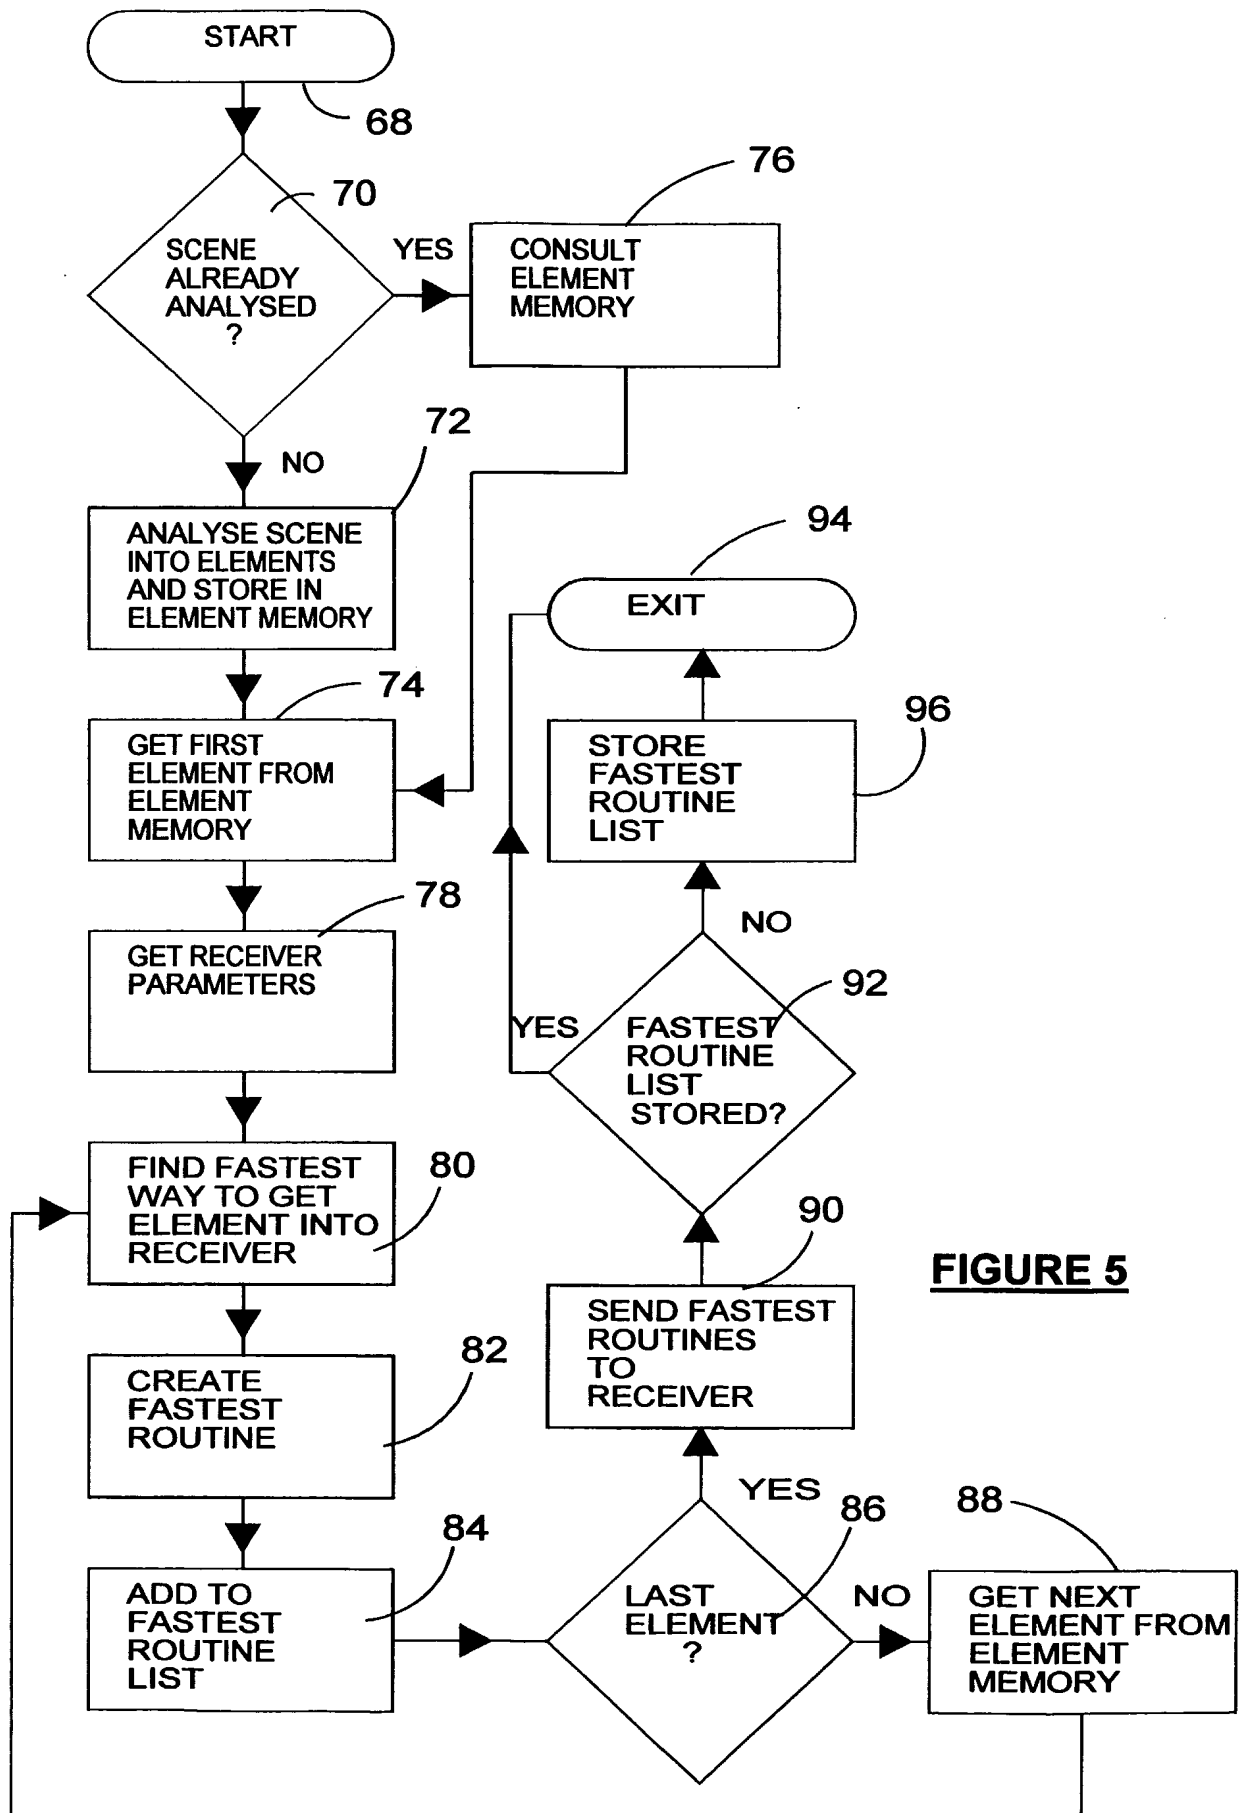 START
68
70
SCENE
ALREADY
ANALYSED
?
YES
76
CONSULT
ELEMENT
MEMORY
NO
72
ANALYSE SCENE
INTO ELEMENTS
AND STORE IN
ELEMENT MEMORY
74
GET FIRST
ELEMENT FROM
ELEMENT
MEMORY
78
GET RECEIVER
PARAMETERS
80
FIND FASTEST
WAY TO GET
ELEMENT INTO
RECEIVER
82
CREATE
FASTEST
ROUTINE
84
ADD TO
FASTEST
ROUTINE
LIST
86
LAST
ELEMENT
?
NO
88
GET NEXT
ELEMENT FROM
ELEMENT
MEMORY
YES
90
SEND FASTEST
ROUTINES
TO
RECEIVER
92
FASTEST
ROUTINE
LIST
STORED?
YES
NO
96
STORE
FASTEST
ROUTINE
LIST
94
EXIT
FIGURE 5